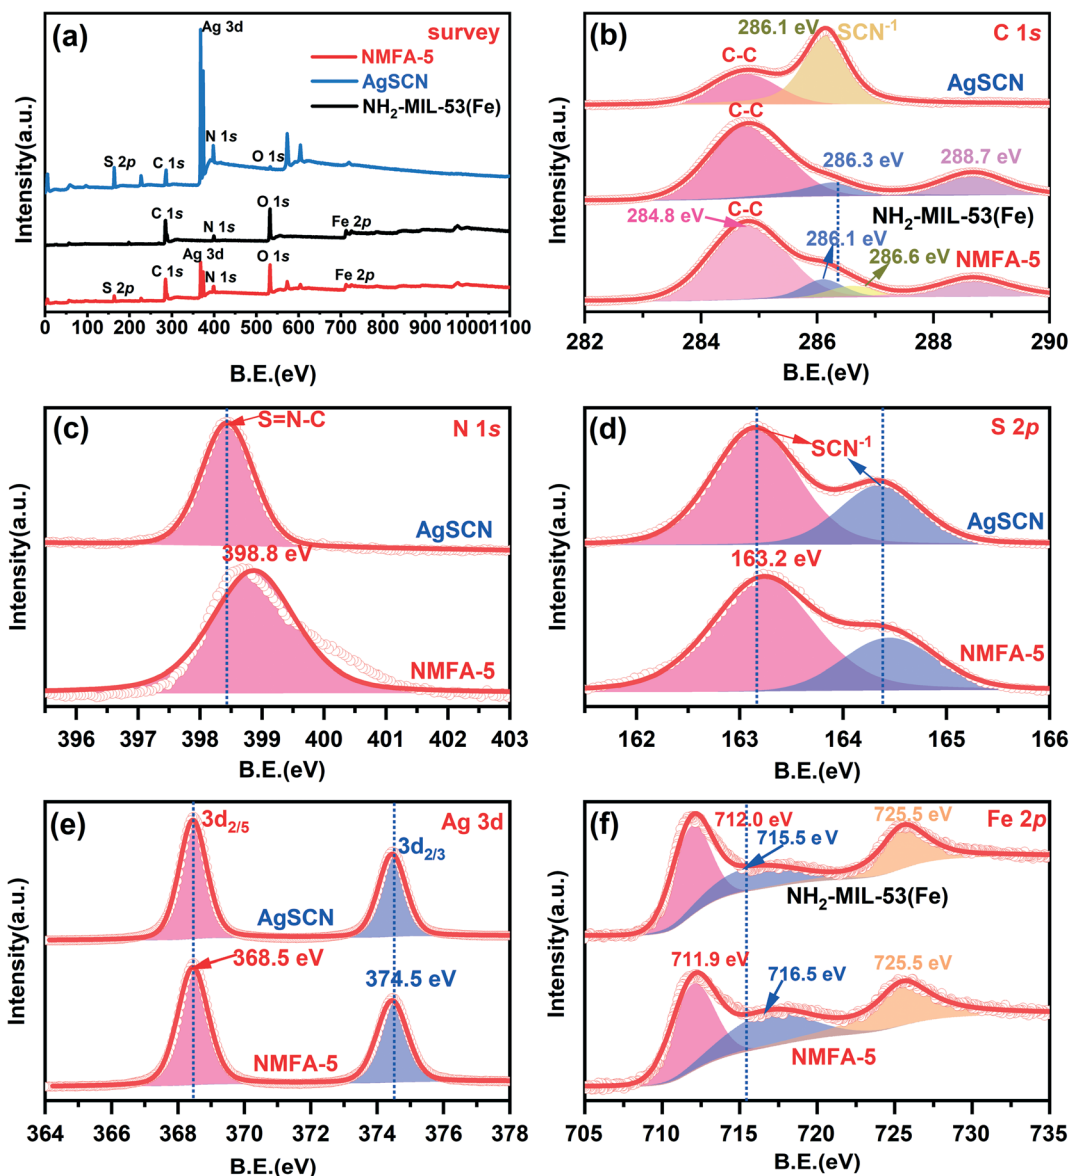 (a)
survey
Ag 3d
NMFA-5
AgSCN
NH2-MIL-53(Fe)
S 2p
C 1s
N 1s
O 1s
C 1s
N 1s
O 1s
Fe 2p
S 2p
C 1s
Ag 3d
N 1s
O 1s
Fe 2p
0 100 200 300 400 500 600 700 800 900 1000 1100
B.E.(eV)
Intensity(a.u.)
(b)
C 1s
286.1 eV
SCN-1
C-C
AgSCN
C-C
286.3 eV
288.7 eV
NH2-MIL-53(Fe)
284.8 eV
C-C
286.1 eV
286.6 eV
NMFA-5
282 284 286 288 290
B.E.(eV)
Intensity(a.u.)
(c)
S=N-C
N 1s
AgSCN
398.8 eV
NMFA-5
396 397 398 399 400 401 402 403
B.E.(eV)
Intensity(a.u.)
(d)
S 2p
SCN-1
AgSCN
163.2 eV
NMFA-5
162 163 164 165 166
B.E.(eV)
Intensity(a.u.)
(e)
Ag 3d
3d2/5
3d2/3
AgSCN
368.5 eV
374.5 eV
NMFA-5
364 366 368 370 372 374 376 378
B.E.(eV)
Intensity(a.u.)
(f)
Fe 2p
712.0 eV
725.5 eV
715.5 eV
NH2-MIL-53(Fe)
711.9 eV
716.5 eV
725.5 eV
NMFA-5
705 710 715 720 725 730 735
B.E.(eV)
Intensity(a.u.)